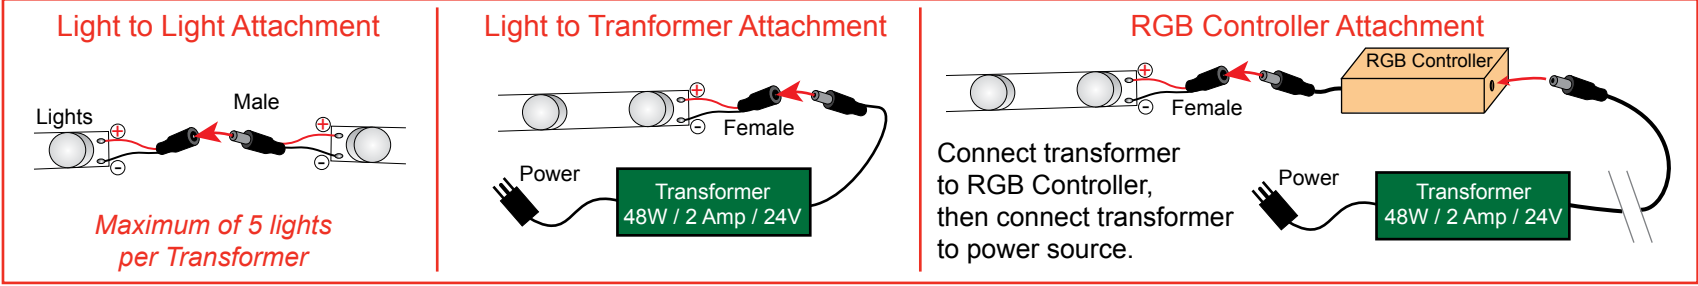 Light to Light Attachment
Lights
Male
+
-
+
-
Maximum of 5 lights
per Transformer
Light to Tranformer Attachment
+
-
Female
Power
Transformer
48W / 2 Amp / 24V
RGB Controller Attachment
RGB Controller
+
-
Female
Connect transformer
to RGB Controller,
then connect transformer
to power source.
Power
Transformer
48W / 2 Amp / 24V